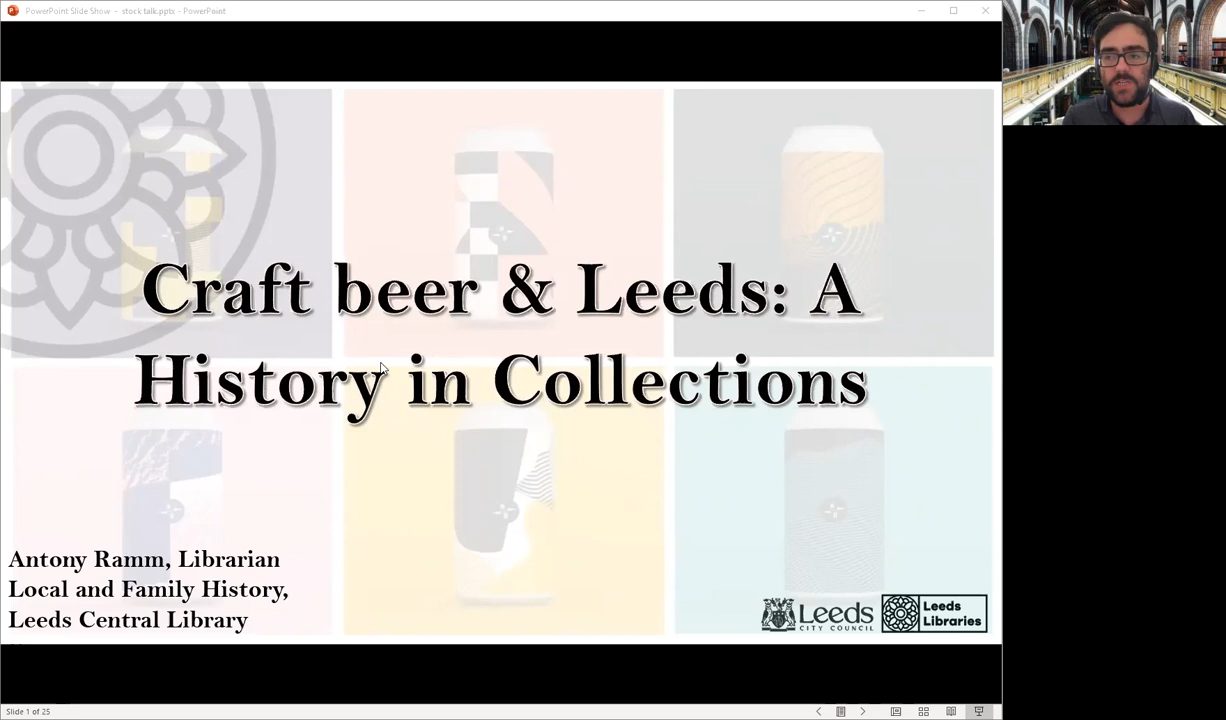 PowerPoint Slide Show - stock talk.pptx - PowerPoint
Craft beer & Leeds: A
History in Collections
Antony Ramm, Librarian
Local and Family History,
Leeds Central Library
Leeds
CITY COUNCIL
Leeds
Libraries
Slide 1 of 25